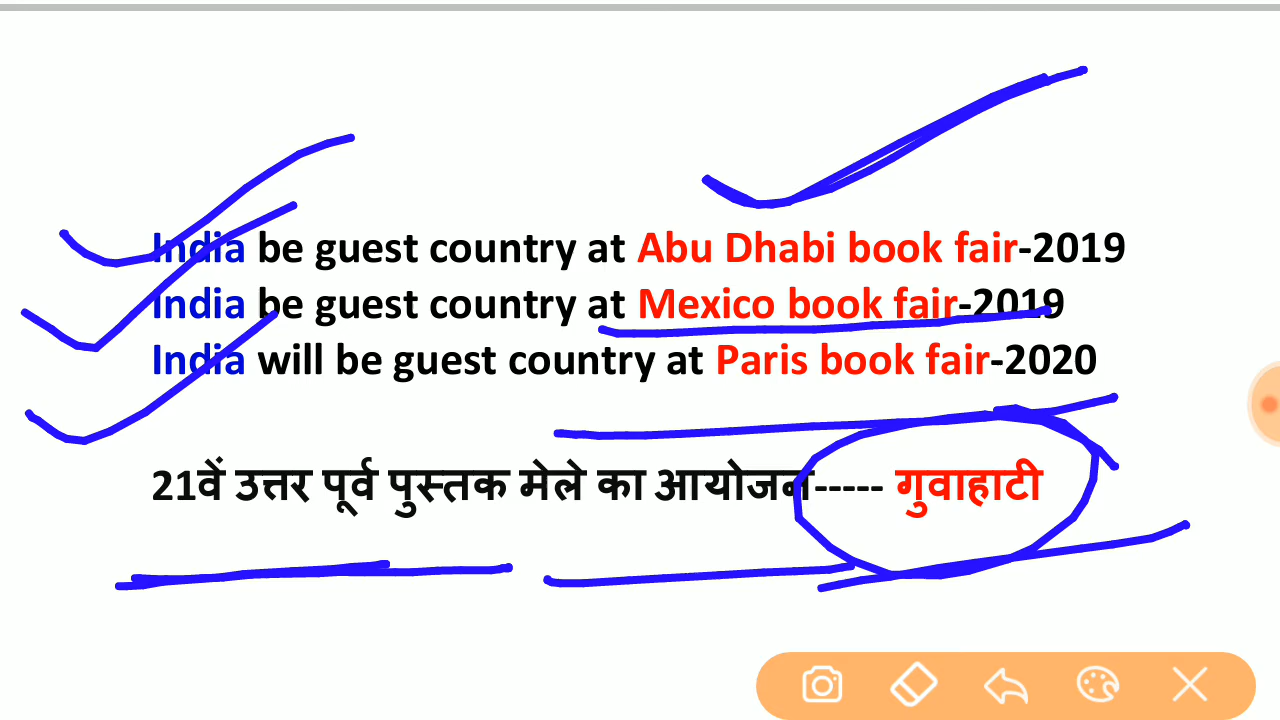 India be guest country at Abu Dhabi book fair-2019
India be guest country at Mexico book fair-2019
India will be guest country at Paris book fair-2020
21वें उत्तर पूर्व पुस्तक मेले का आयोजन----- गुवाहाटी